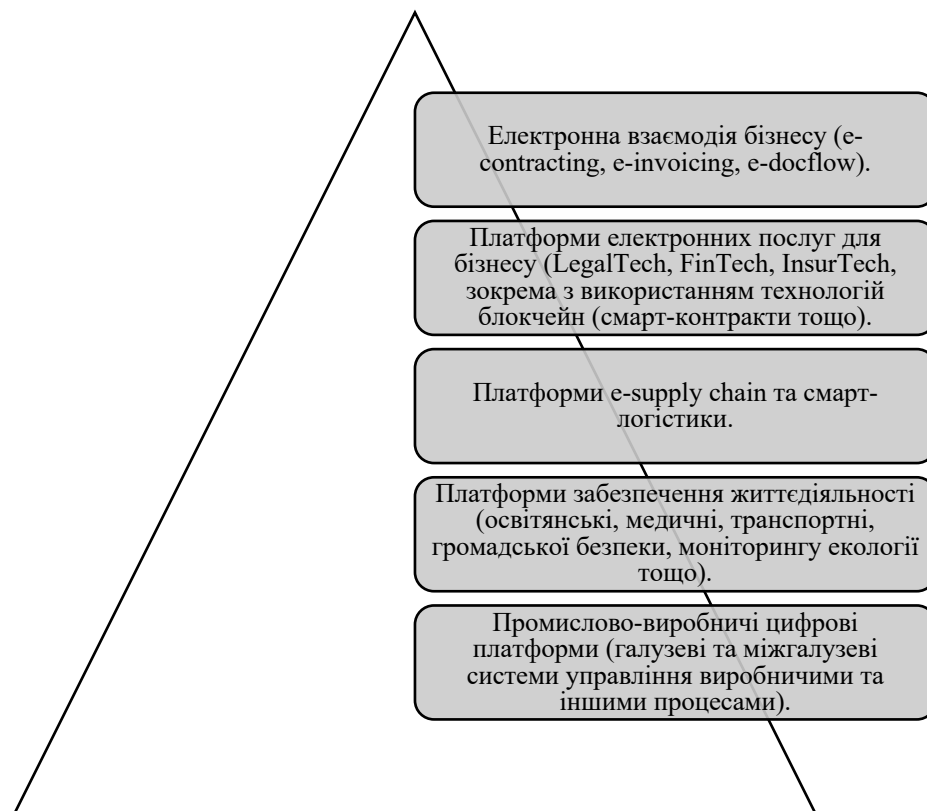 Електронна взаємодія бізнесу (e-
contracting, e-invoicing, e-docflow).
Платформи електронних послуг для
бізнесу (LegalTech, FinTech, InsurTech,
зокрема з використанням технологій
блокчейн (смарт-контракти тощо).
Платформи e-supply chain та смарт-
логістики.
Платформи забезпечення життєдіяльності
(освітянські, медичні, транспортні,
громадської безпеки, моніторингу екології
тощо).
Промислово-виробничі цифрові
платформи (галузеві та міжгалузеві
системи управління виробничими та
іншими процесами).